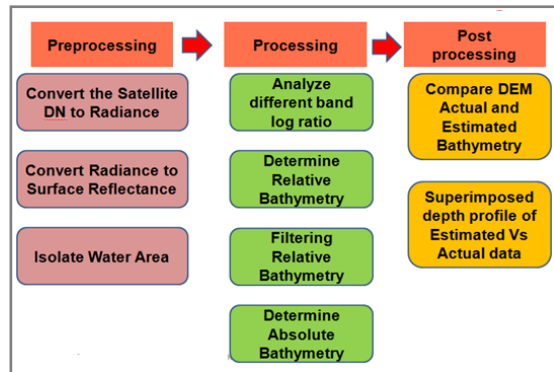 Preprocessing
Processing
Post
processing
Convert the Satellite
DN to Radiance
Convert Radiance to
Surface Reflectance
Isolate Water Area
Analyze
different band
log ratio
Determine
Relative
Bathymetry
Filtering
Relative
Bathymetry
Determine
Absolute
Bathymetry
Compare DEM
Actual and
Estimated
Bathymetry
Superimposed
depth profile of
Estimated Vs
Actual data